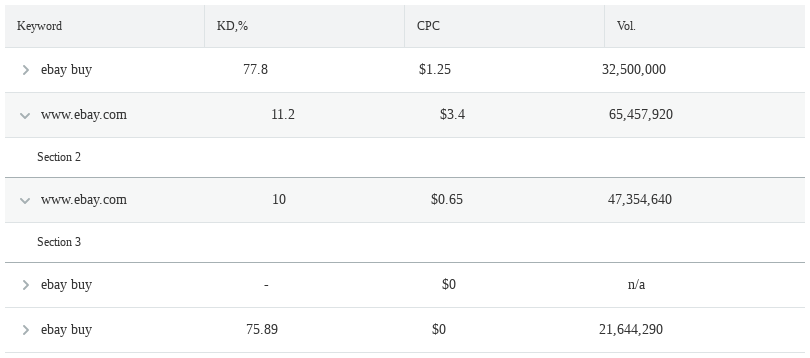 Keyword KD,% CPC Vol.
ebay buy 77.8 $1.25 32,500,000
www.ebay.com 11.2 $3.4 65,457,920
Section 2
www.ebay.com 10 $0.65 47,354,640
Section 3
ebay buy - $0 n/a
ebay buy 75.89 $0 21,644,290